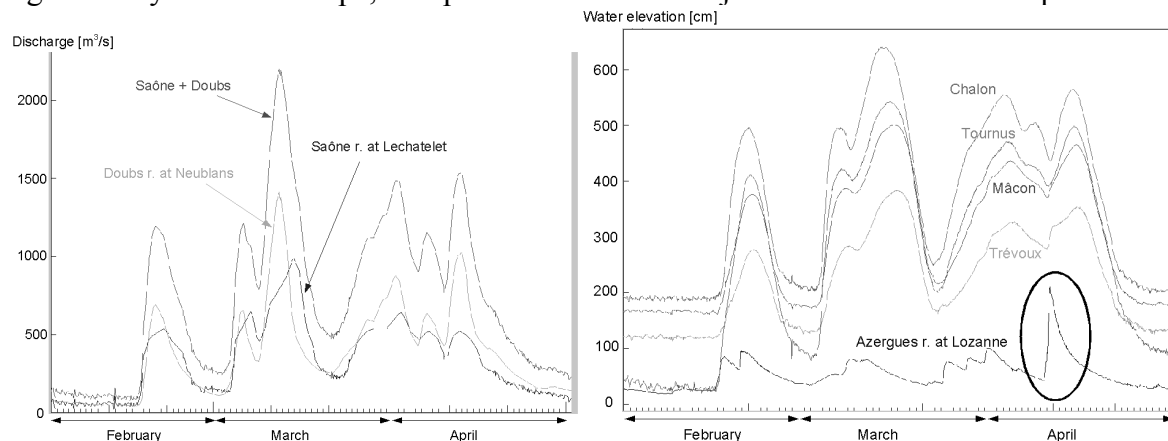 Water elevation [cm]
Discharge [m³/s]
2000
1500
1000
500
0
Saône + Doubs
Saône r. at Lechatelet
Doubs r. at Neublans
February
March
April
600
500
400
300
200
100
0
Chalon
Tournus
Mâcon
Trévoux
Azergues r. at Lozanne
February
March
April